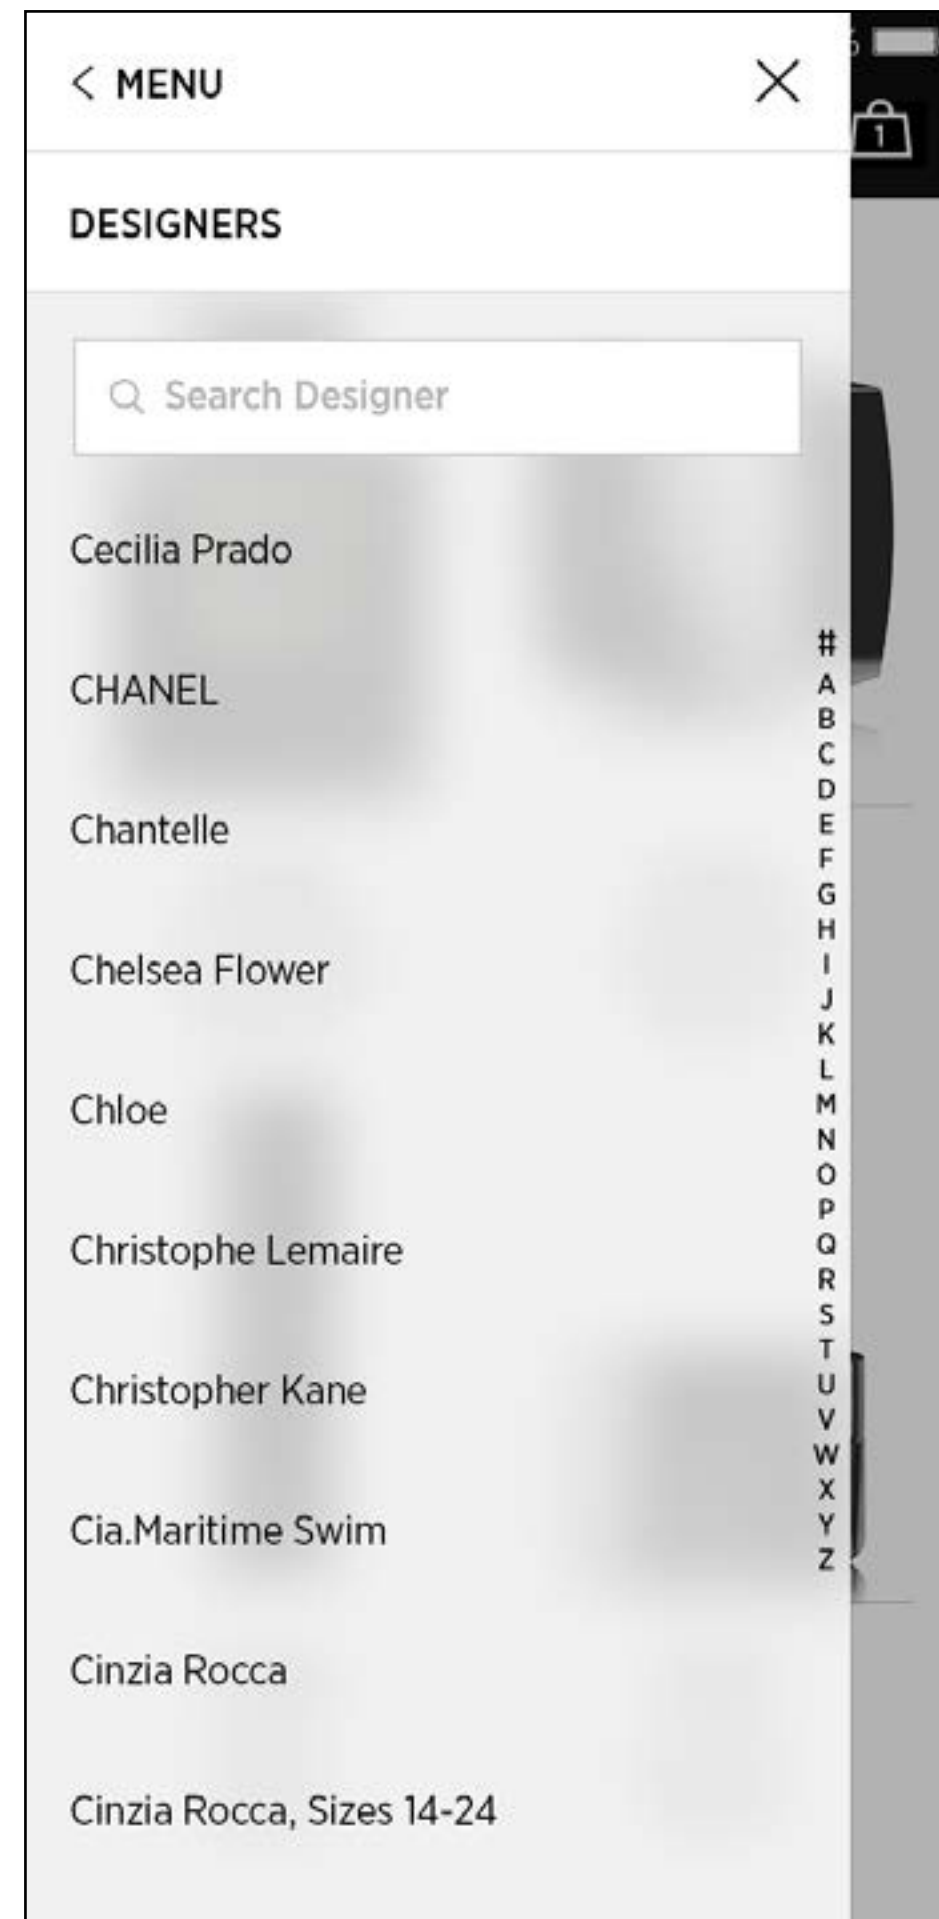 MENU
DESIGNERS
Search Designer
Cecilia Prado
CHANEL
Chantelle
Chelsea Flower
Chloe
Christophe Lemaire
Christopher Kane
Cia.Maritime Swim
Cinzia Rocca
Cinzia Rocca, Sizes 14-24
#
A
B
C
D
E
F
G
H
I
J
K
L
M
N
O
P
Q
R
S
T
U
V
W
X
Y
Z
%
1